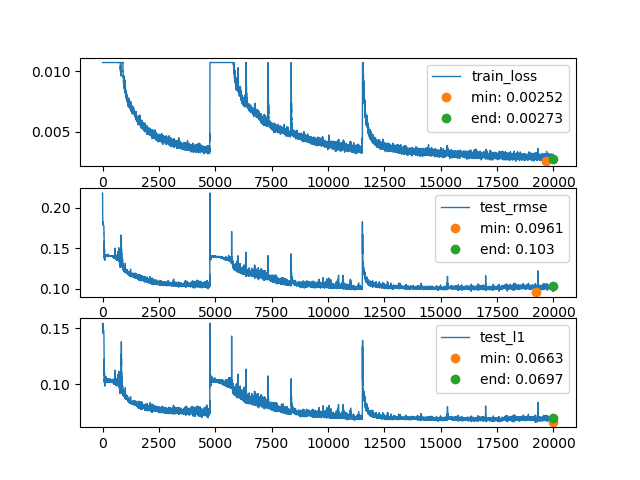 0.010
0.005
train_loss
min: 0.00252
end: 0.00273
0 2500 5000 7500 10000 12500 15000 17500 20000
0.20
0.15
0.10
test_rmse
min: 0.0961
end: 0.103
0 2500 5000 7500 10000 12500 15000 17500 20000
0.15
0.10
test_l1
min: 0.0663
end: 0.0697
0 2500 5000 7500 10000 12500 15000 17500 20000